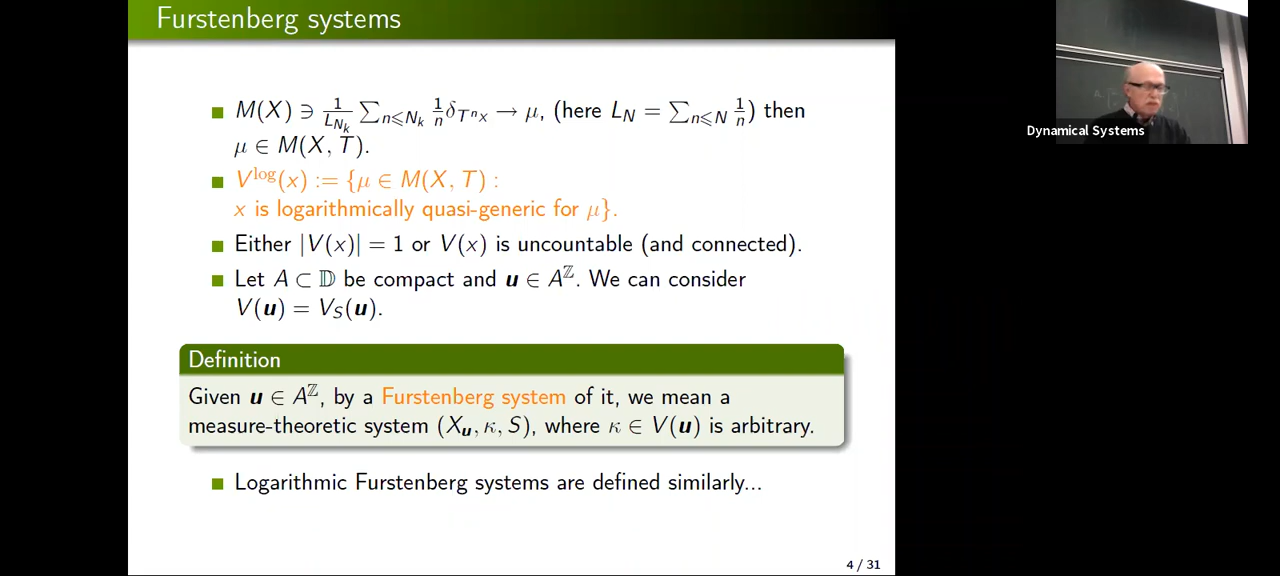 Furstenberg systems
M(X) ∋ 1/L_{N_k} ∑_{n⩽N_k} 1/n δ_{Tⁿx} → μ, (here L_N = ∑_{n⩽N} 1/n) then
μ ∈ M(X, T).
V^{log}(x) := {μ ∈ M(X, T) :
x is logarithmically quasi-generic for μ}.
Either |V(x)| = 1 or V(x) is uncountable (and connected).
Let A ⊂ 𝔻 be compact and u ∈ A^ℤ. We can consider
V(u) = V_S(u).
Definition
Given u ∈ A^ℤ, by a Furstenberg system of it, we mean a
measure-theoretic system (X_u, κ, S), where κ ∈ V(u) is arbitrary.
Logarithmic Furstenberg systems are defined similarly...
4 / 31
Dynamical Systems